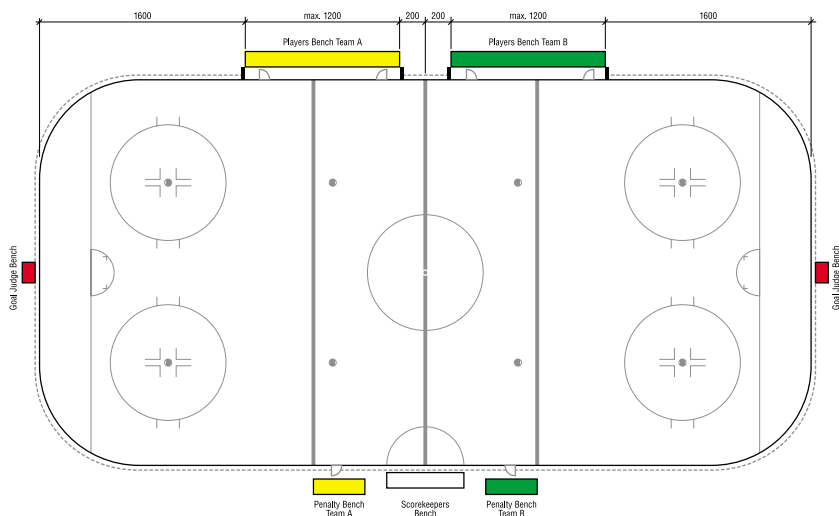 1600
max. 1200
200
200
max. 1200
1600
Players Bench Team A
Players Bench Team B
Goal Judge Bench
Goal Judge Bench
Penalty Bench
Team A
Scorekeepers
Bench
Penalty Bench
Team B